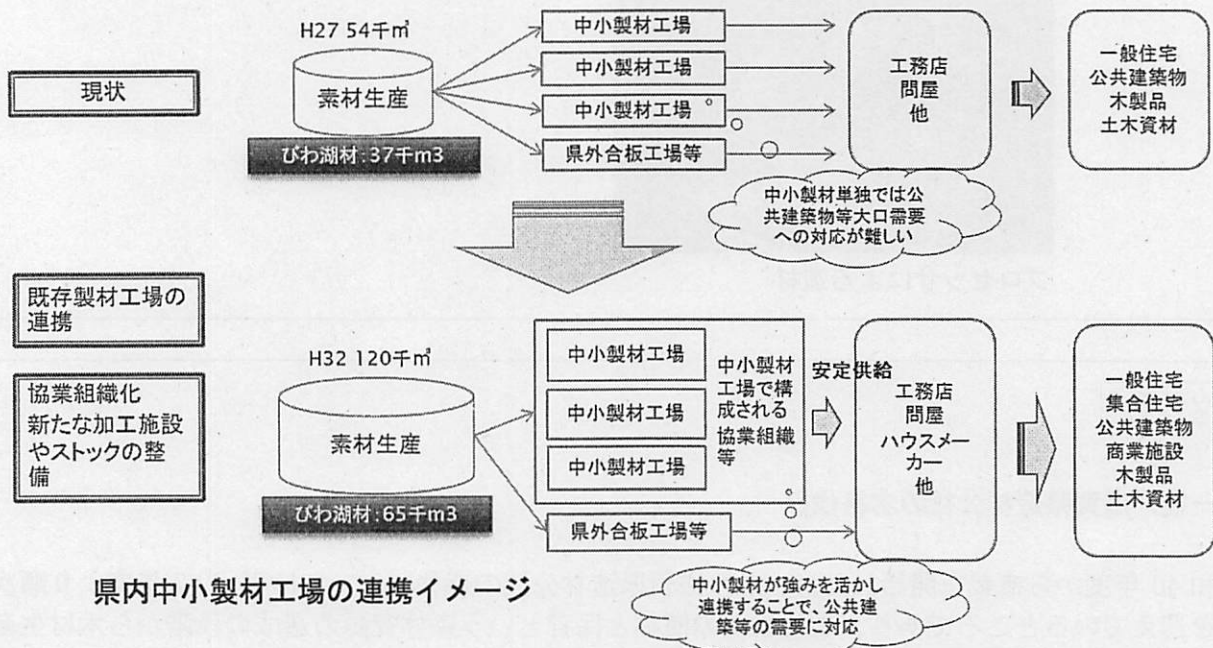 現状
H27 54千㎥
素材生産
びわ湖材：37千m3
中小製材工場
中小製材工場
中小製材工場
県外合板工場等
工務店
問屋
他
一般住宅
公共建築物
木製品
土木資材
中小製材単独では公
共建築物等大口需要
への対応が難しい
既存製材工場の
連携
協業組織化
新たな加工施設
やストックの整
備
H32 120千㎥
素材生産
びわ湖材：65千m3
中小製材工場
中小製材工場
中小製材工場
中小製材
工場で構
成される
協業組織
等
県外合板工場等
安定供給
工務店
問屋
ハウスメー
カー
他
一般住宅
集合住宅
公共建築物
商業施設
木製品
土木資材
中小製材が強みを活かし
連携することで、公共建
築等の需要に対応
県内中小製材工場の連携イメージ